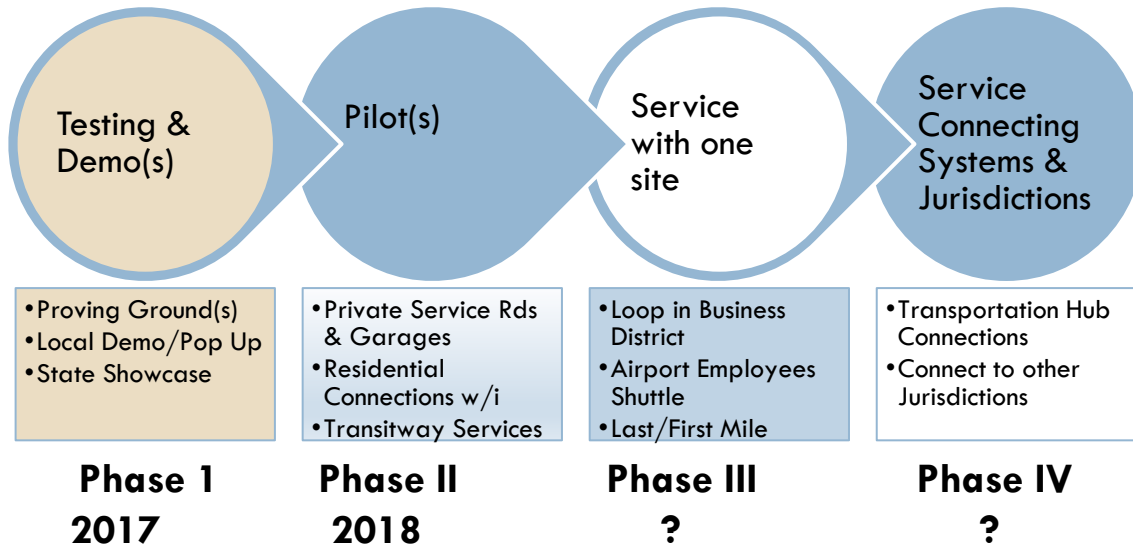 Testing &
Demo(s)
Pilot(s)
Service
with one
site
Service
Connecting
Systems &
Jurisdictions
•Proving Ground(s)
•Local Demo/Pop Up
•State Showcase
•Private Service Rds
& Garages
•Residential
Connections w/i
•Transitway Services
•Loop in Business
District
•Airport Employees
Shuttle
•Last/First Mile
•Transportation Hub
Connections
•Connect to other
Jurisdictions
Phase 1
2017
Phase II
2018
Phase III
?
Phase IV
?